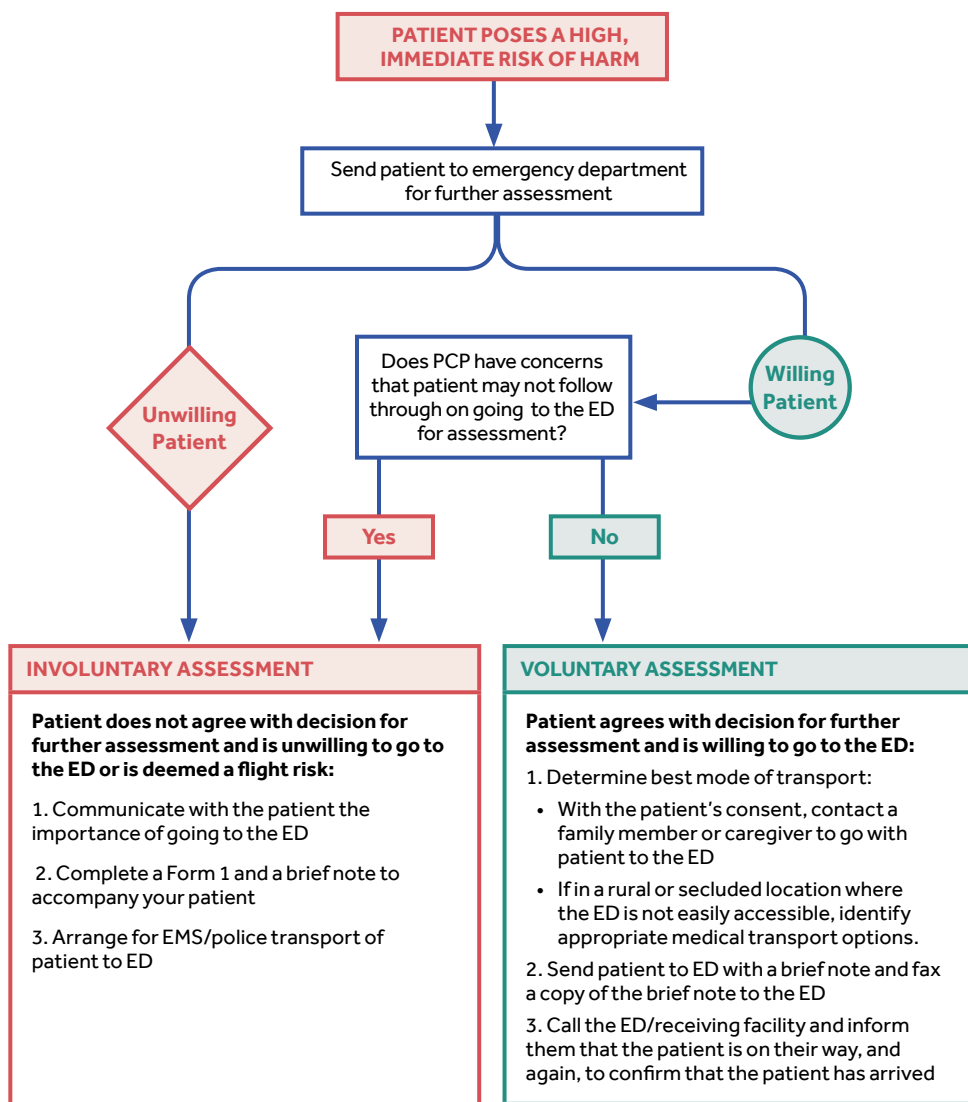 PATIENT POSES A HIGH,
IMMEDIATE RISK OF HARM
Send patient to emergency department
for further assessment
Unwilling
Patient
Does PCP have concerns
that patient may not follow
through on going to the ED
for assessment?
Willing
Patient
Yes
No
INVOLUNTARY ASSESSMENT
Patient does not agree with decision for
further assessment and is unwilling to go to
the ED or is deemed a flight risk:
1. Communicate with the patient the
importance of going to the ED
2. Complete a Form 1 and a brief note to
accompany your patient
3. Arrange for EMS/police transport of
patient to ED
VOLUNTARY ASSESSMENT
Patient agrees with decision for further
assessment and is willing to go to the ED:
1. Determine best mode of transport:
• With the patient's consent, contact a
family member or caregiver to go with
patient to the ED
• If in a rural or secluded location where
the ED is not easily accessible, identify
appropriate medical transport options.
2. Send patient to ED with a brief note and fax
a copy of the brief note to the ED
3. Call the ED/receiving facility and inform
them that the patient is on their way, and
again, to confirm that the patient has arrived